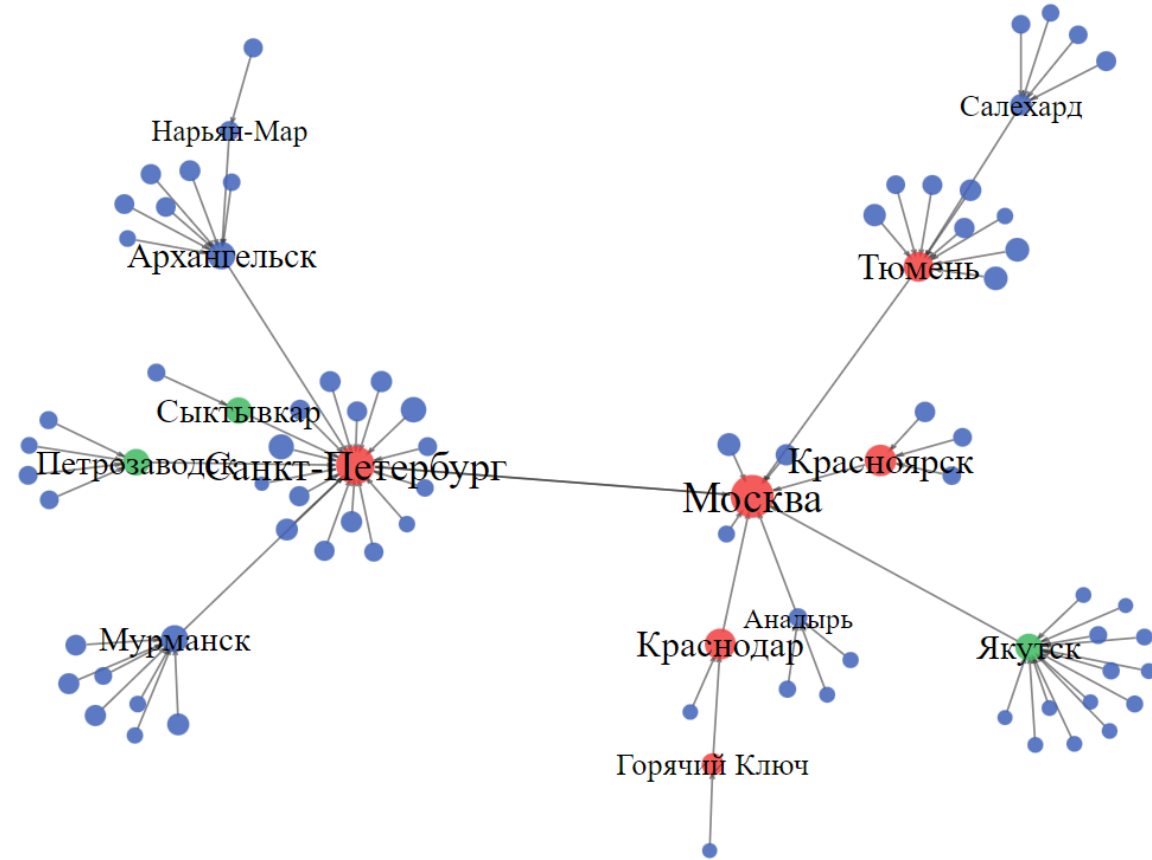 Салехард
Нарьян-Мар
Архангельск
Тюмень
Сыктывкар
Петрозаводск
Санкт-Петербург
Красноярск
Москва
Анадырь
Мурманск
Краснодар
Якутск
Горячий Ключ